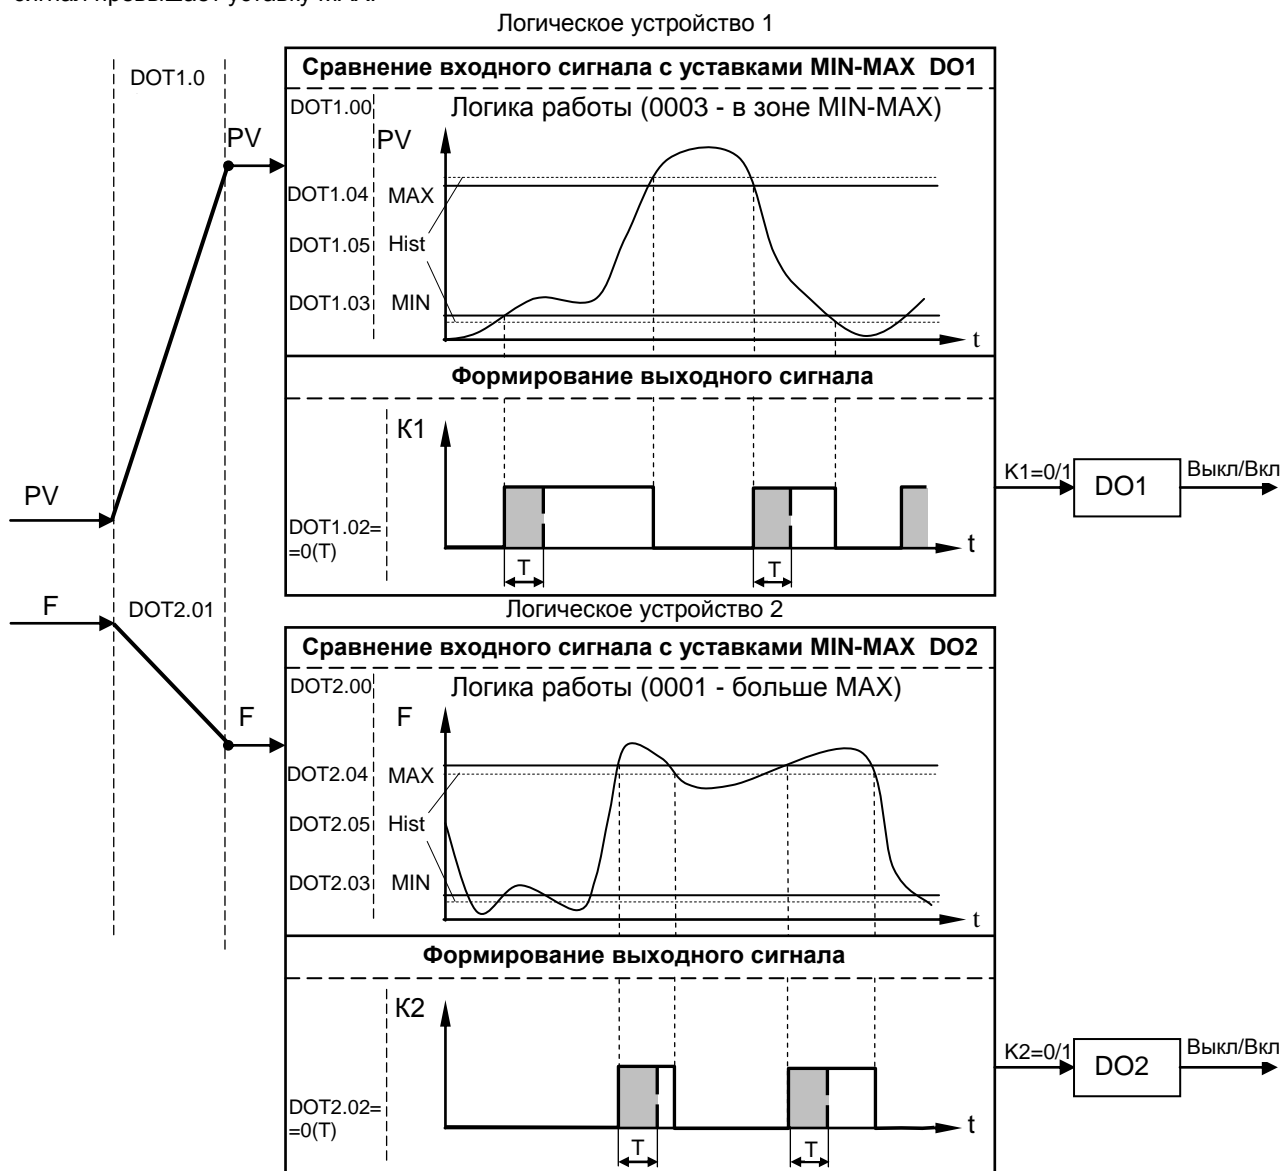 Логическое устройство 1
DOT1.0
Сравнение входного сигнала с уставками MIN-MAX DO1
DOT1.00
Логика работы (0003 - в зоне MIN-MAX)
PV
PV
DOT1.04
MAX
DOT1.05
Hist
DOT1.03
MIN
t
Формирование выходного сигнала
К1
PV
DOT1.02=
=0(T)
T
T
t
K1=0/1
DO1
Выкл/Вкл
F
DOT2.01
Логическое устройство 2
Сравнение входного сигнала с уставками MIN-MAX DO2
DOT2.00
Логика работы (0001 - больше MAX)
F
F
DOT2.04
MAX
DOT2.05
Hist
DOT2.03
MIN
t
Формирование выходного сигнала
К2
DOT2.02=
=0(T)
T
T
t
K2=0/1
DO2
Выкл/Вкл